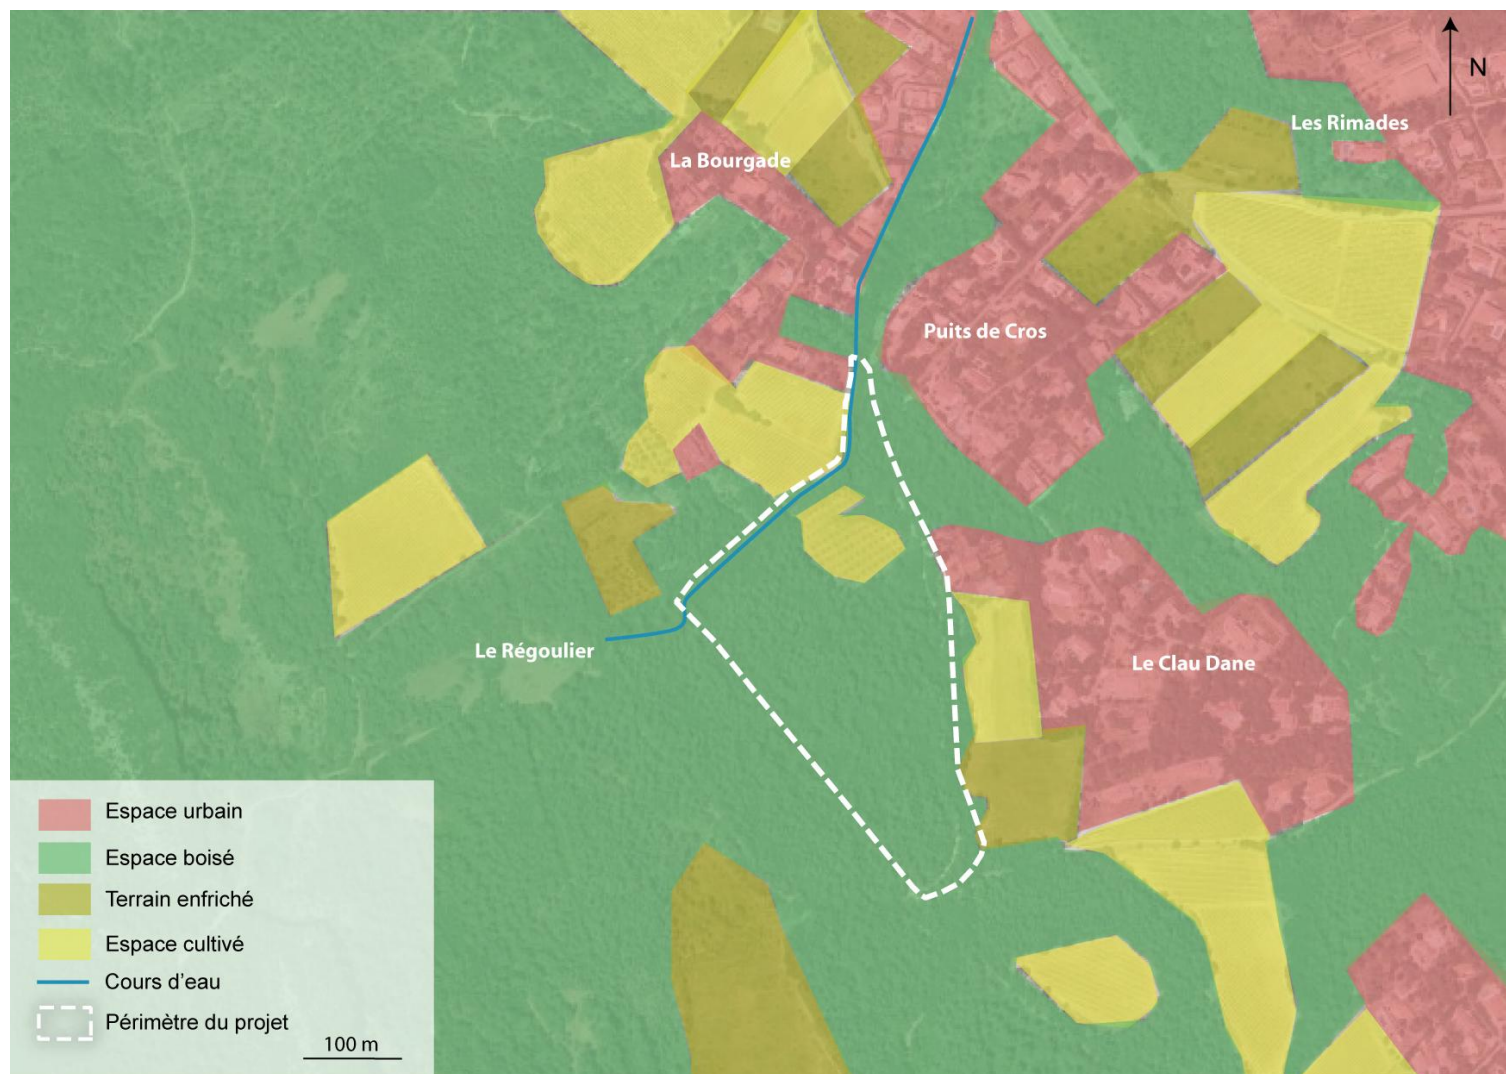 N
Les Rimades
La Bourgade
Puits de Cros
Le Régoulier
Le Clau Dane
Espace urbain
Espace boisé
Terrain enfriché
Espace cultivé
Cours d'eau
Périmètre du projet
100 m